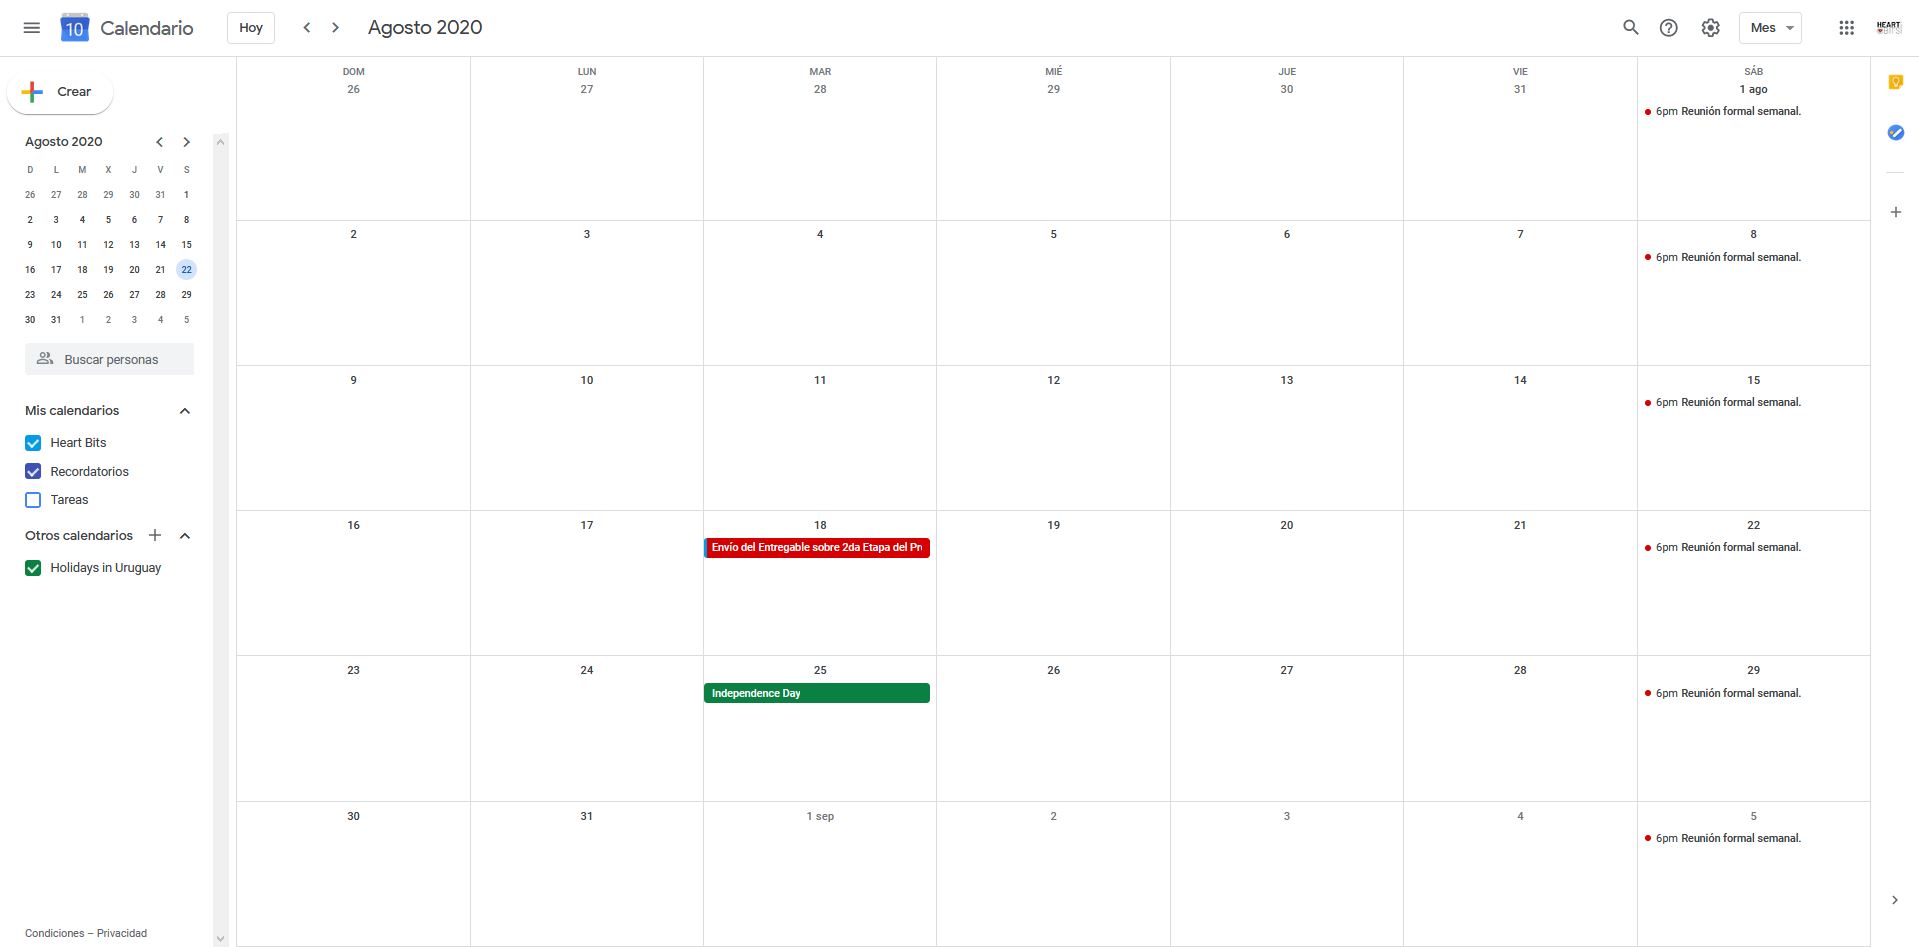 10 Calendario Hoy Agosto 2020 Mes HEART BITS
Crear
Agosto 2020
D L M X J V S
26 27 28 29 30 31 1
2 3 4 5 6 7 8
9 10 11 12 13 14 15
16 17 18 19 20 21 22
23 24 25 26 27 28 29
30 31 1 2 3 4 5
Buscar personas
Mis calendarios
Heart Bits
Recordatorios
Tareas
Otros calendarios
Holidays in Uruguay
Condiciones – Privacidad
DOM LUN MAR MIÉ JUE VIE SÁB
26 27 28 29 30 31 1 ago
6pm Reunión formal semanal.
2 3 4 5 6 7 8
6pm Reunión formal semanal.
9 10 11 12 13 14 15
6pm Reunión formal semanal.
16 17 18 19 20 21 22
Envío del Entregable sobre 2da Etapa del Pr 6pm Reunión formal semanal.
23 24 25 26 27 28 29
Independence Day 6pm Reunión formal semanal.
30 31 1 sep 2 3 4 5
6pm Reunión formal semanal.